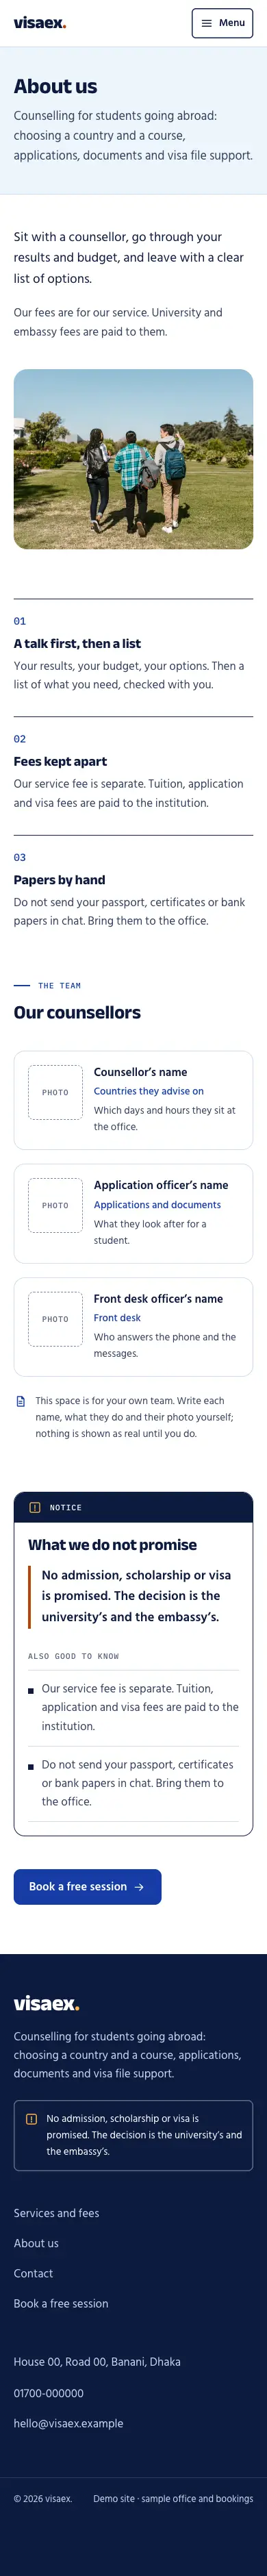 visaex.
Menu
About us
Counselling for students going abroad:
choosing a country and a course,
applications, documents and visa file support.
Sit with a counsellor, go through your
results and budget, and leave with a clear
list of options.
Our fees are for our service. University and
embassy fees are paid to them.
01
A talk first, then a list
Your results, your budget, your options. Then a
list of what you need, checked with you.
02
Fees kept apart
Our service fee is separate. Tuition, application
and visa fees are paid to the institution.
03
Papers by hand
Do not send your passport, certificates or bank
papers in chat. Bring them to the office.
THE TEAM
Our counsellors
PHOTO
Counsellor’s name
Countries they advise on
Which days and hours they sit at
the office.
PHOTO
Application officer’s name
Applications and documents
What they look after for a
student.
PHOTO
Front desk officer’s name
Front desk
Who answers the phone and the
messages.
This space is for your own team. Write each
name, what they do and their photo yourself;
nothing is shown as real until you do.
NOTICE
What we do not promise
No admission, scholarship or visa
is promised. The decision is the
university’s and the embassy’s.
ALSO GOOD TO KNOW
Our service fee is separate. Tuition,
application and visa fees are paid to the
institution.
Do not send your passport, certificates
or bank papers in chat. Bring them to
the office.
Book a free session →
visaex.
Counselling for students going abroad:
choosing a country and a course, applications,
documents and visa file support.
No admission, scholarship or visa is
promised. The decision is the university’s and
the embassy’s.
Services and fees
About us
Contact
Book a free session
House 00, Road 00, Banani, Dhaka
01700-000000
hello@visaex.example
© 2026 visaex.
Demo site · sample office and bookings